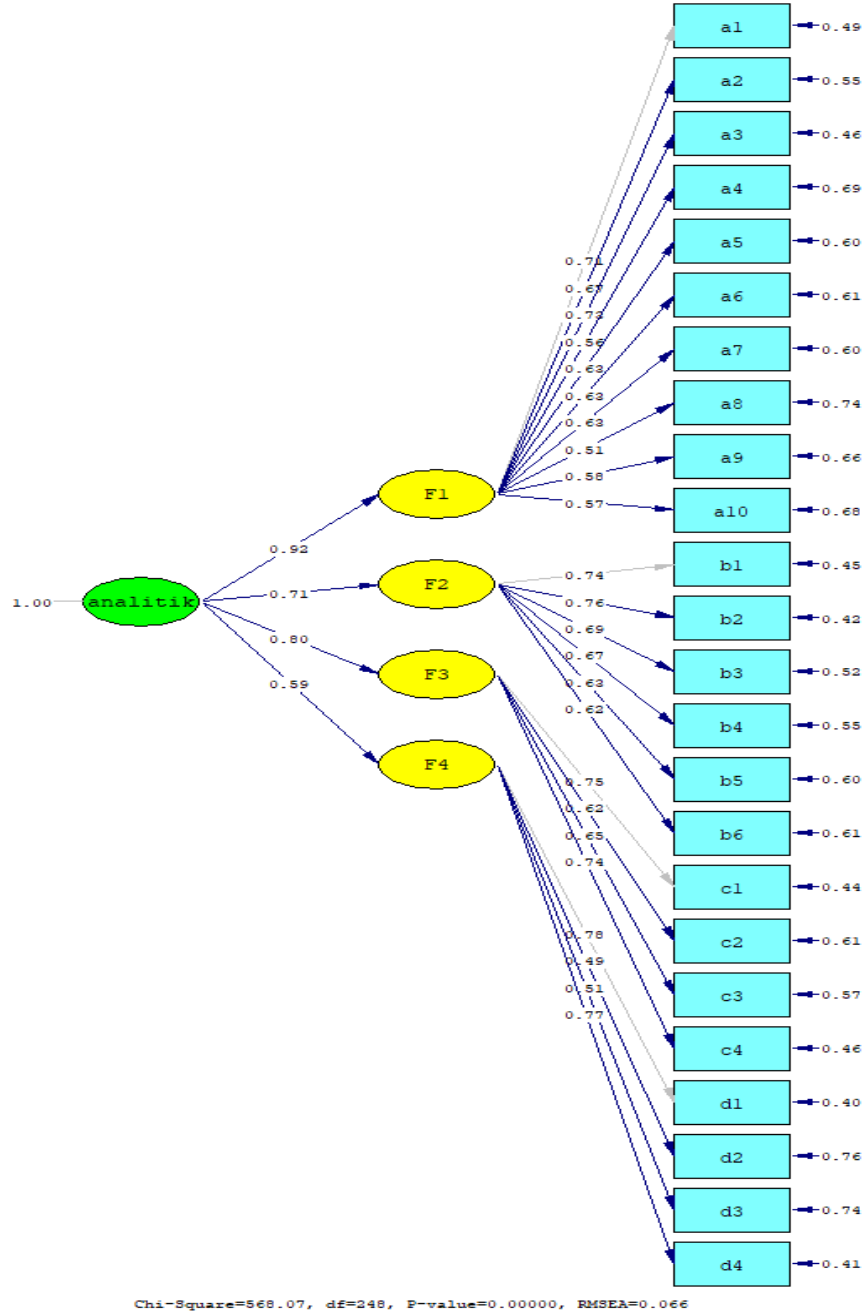 a1 0.49
a2 0.55
a3 0.46
a4 0.69
a5 0.60
0.71
a6 0.61
0.67
0.73
0.56
a7 0.60
0.63
0.63
a8 0.74
0.63
0.51
a9 0.66
0.58
F1
0.57
a10 0.68
0.92
b1 0.45
0.74
F2
0.71
1.00 analitik
0.76
b2 0.42
0.69
0.80
0.67
b3 0.52
F3
0.63
0.59
0.62
b4 0.55
F4
b5 0.60
0.75
0.62
b6 0.61
0.65
0.74
c1 0.44
0.78
c2 0.61
0.49
0.51
c3 0.57
0.77
c4 0.46
d1 0.40
d2 0.76
d3 0.74
d4 0.41
Chi-Square=568.07, df=248, P-value=0.00000, RMSEA=0.066